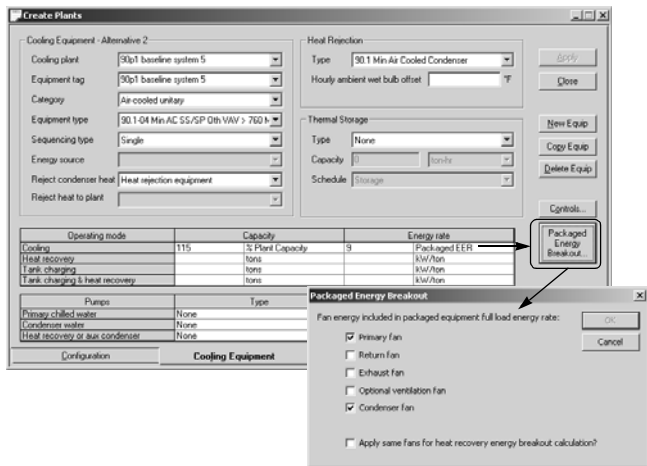 Create Plants
Cooling Equipment - Alternative 2
Cooling plant 90p1 baseline system 5
Equipment tag 90p1 baseline system 5
Category Air-cooled unitary
Equipment type 90.1-04 Min AC SS/SP Oth VAV > 760 M
Sequencing type Single
Energy source
Reject condenser heat Heat rejection equipment
Reject heat to plant
Heat Rejection
Type 90.1 Min Air Cooled Condenser
Hourly ambient wet bulb offset °F
Thermal Storage
Type None
Capacity 0 ton-hr
Schedule Storage
Apply
Close
New Equip
Copy Equip
Delete Equip
Controls...
Packaged
Energy
Breakout...
Operating mode Capacity Energy rate
Cooling 115 % Plant Capacity 9 Packaged EER
Heat recovery tons kW/ton
Tank charging tons kW/ton
Tank charging & heat recovery tons kW/ton
Pumps Type
Primary chilled water None
Condenser water None
Heat recovery or aux condenser None
Configuration Cooling Equipment
Packaged Energy Breakout
Fan energy included in packaged equipment full load energy rate:
Primary fan
Return fan
Exhaust fan
Optional ventilation fan
Condenser fan
Apply same fans for heat recovery energy breakout calculation?
OK
Cancel